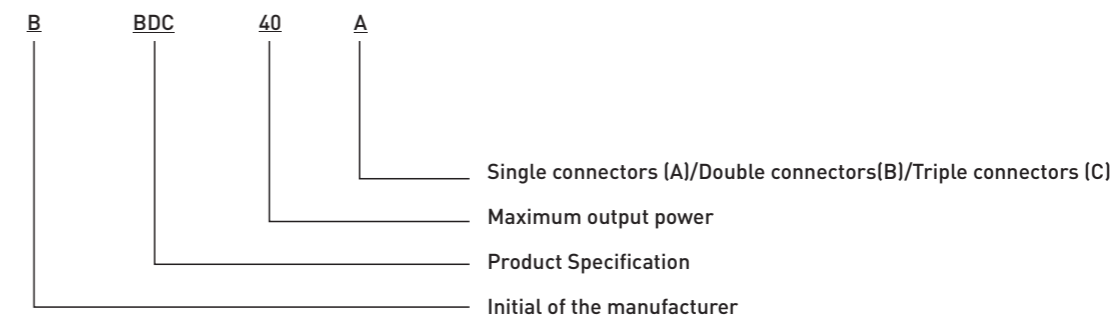 B BDC 40 A
Single connectors (A)/Double connectors(B)/Triple connectors (C)
Maximum output power
Product Specification
Initial of the manufacturer